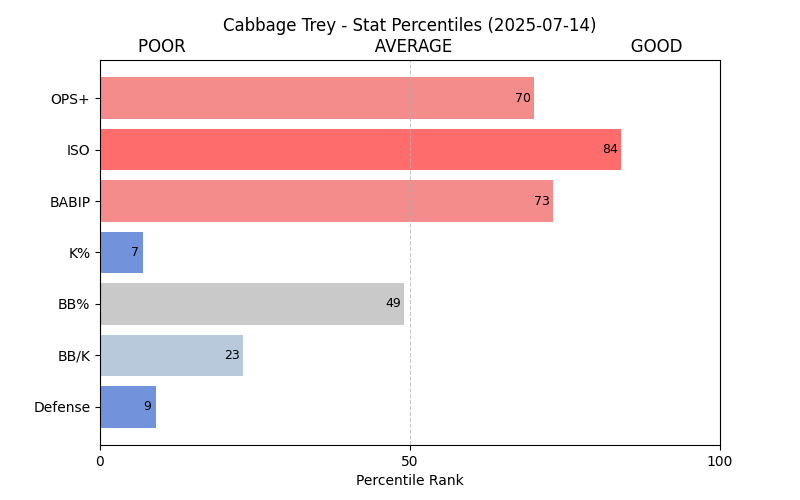 Cabbage Trey - Stat Percentiles (2025-07-14)
POOR AVERAGE GOOD
OPS+ 70
ISO 84
BABIP 73
K% 7
BB% 49
BB/K 23
Defense 9
0 50 100
Percentile Rank